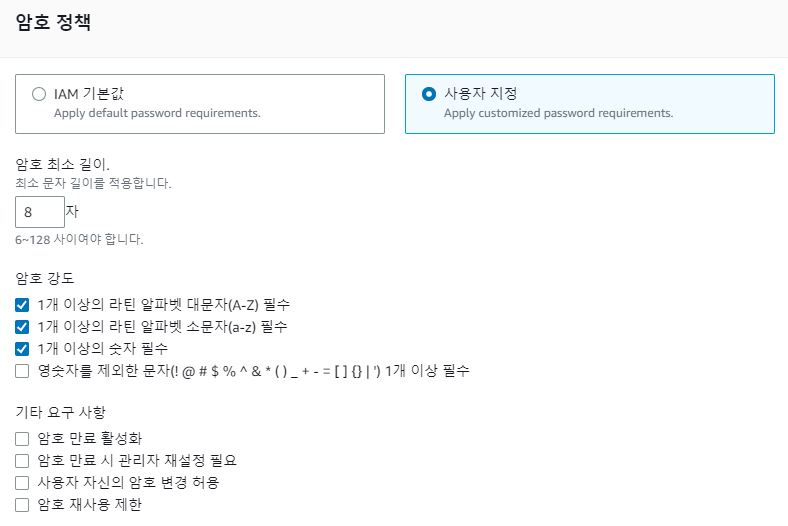 암호 정책
IAM 기본값
Apply default password requirements.
사용자 지정
Apply customized password requirements.
암호 최소 길이.
최소 문자 길이를 적용합니다.
8 자
6~128 사이여야 합니다.
암호 강도
1개 이상의 라틴 알파벳 대문자(A-Z) 필수
1개 이상의 라틴 알파벳 소문자(a-z) 필수
1개 이상의 숫자 필수
영숫자를 제외한 문자(! @ # $ % ^ & * ( ) _ + - = [ ] {} | ') 1개 이상 필수
기타 요구 사항
암호 만료 활성화
암호 만료 시 관리자 재설정 필요
사용자 자신의 암호 변경 허용
암호 재사용 제한